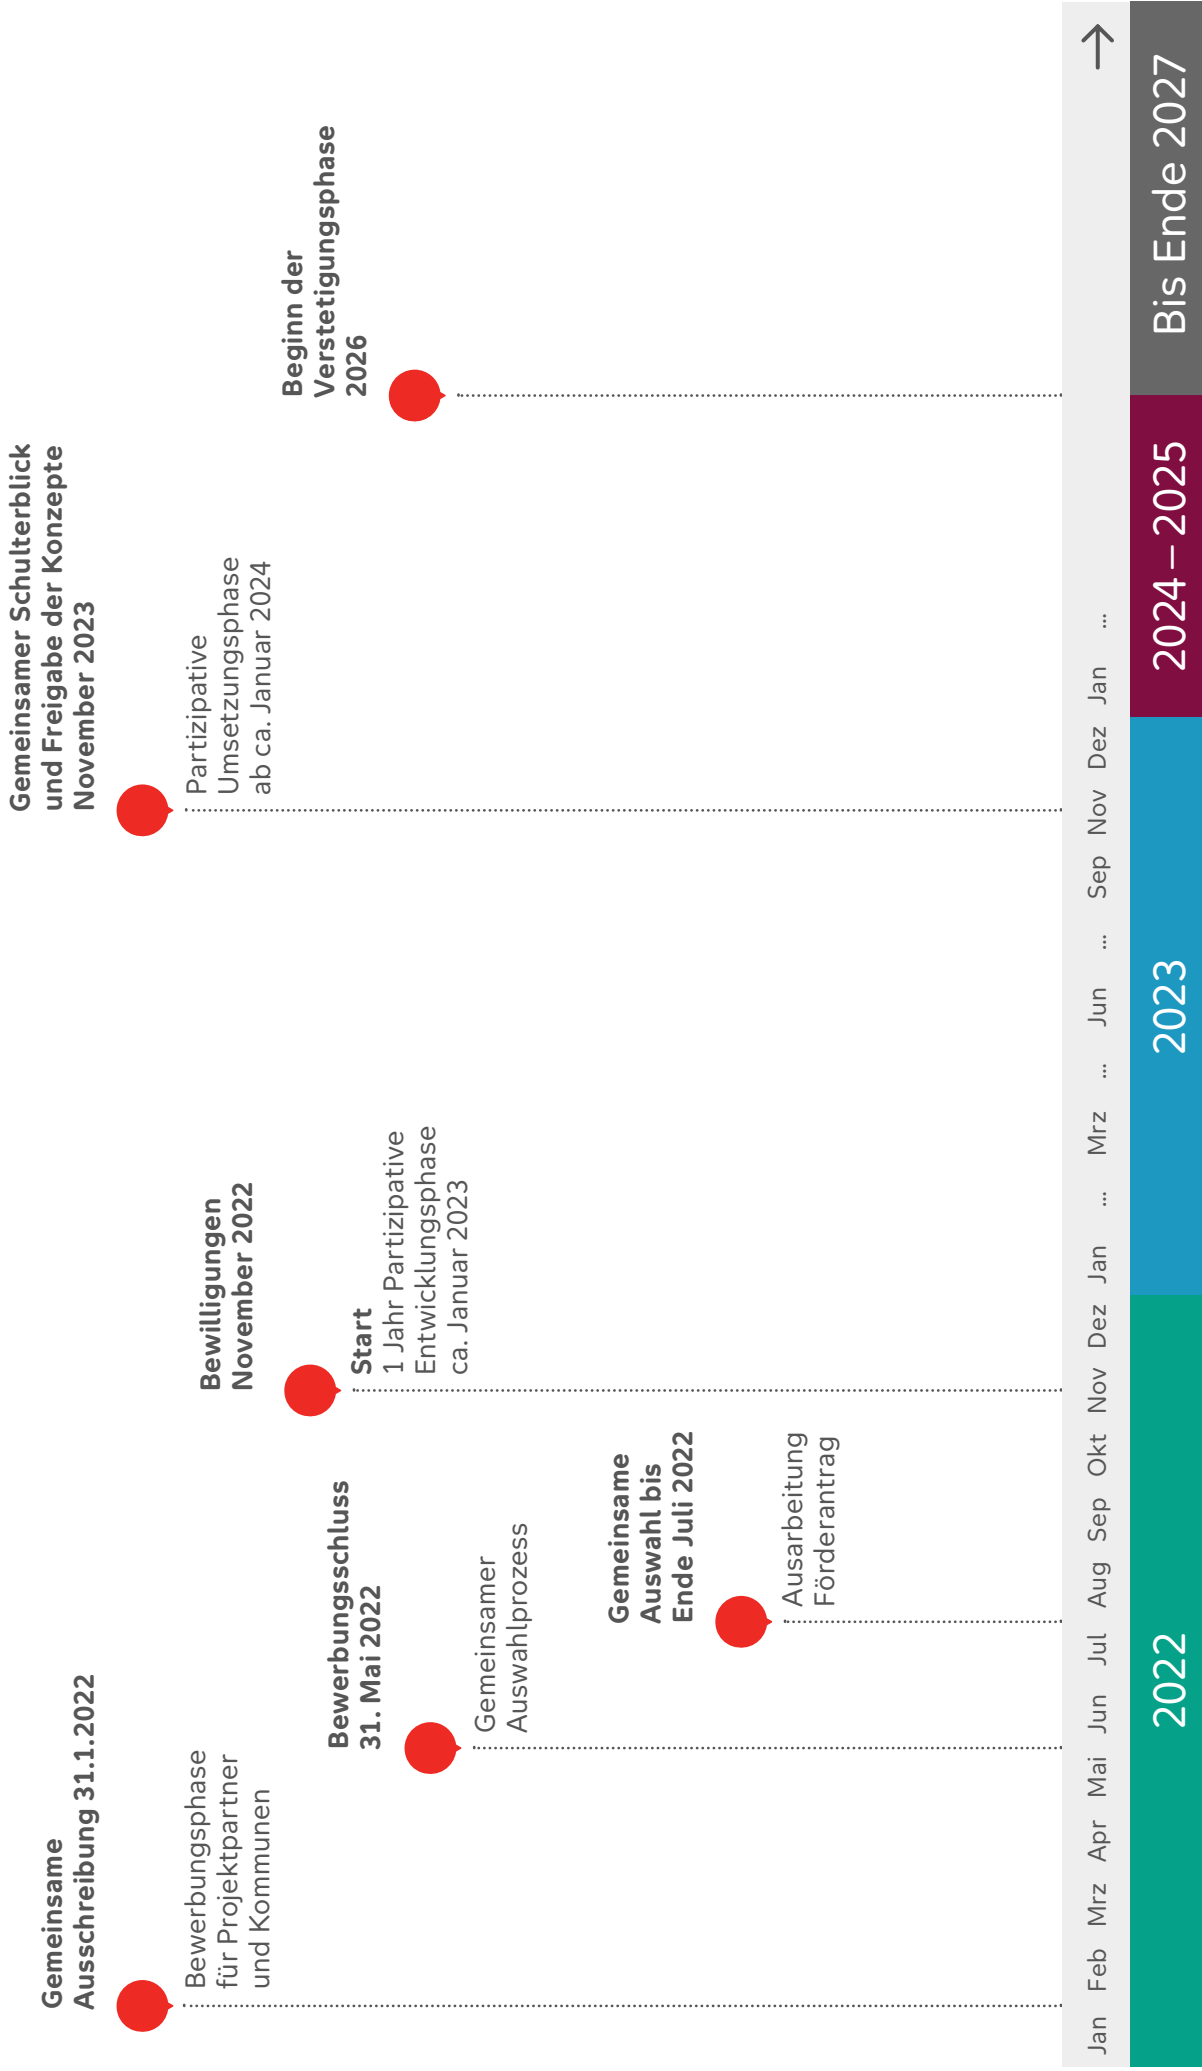 Gemeinsame
Ausschreibung 31.1.2022
Bewerbungsphase
für Projektpartner
und Kommunen
Bewerbungsschluss
31. Mai 2022
Gemeinsamer
Auswahlprozess
Gemeinsame
Auswahl bis
Ende Juli 2022
Ausarbeitung
Förderantrag
Bewilligungen
November 2022
Start
1 Jahr Partizipative
Entwicklungsphase
ca. Januar 2023
Gemeinsamer Schulterblick
und Freigabe der Konzepte
November 2023
Partizipative
Umsetzungsphase
ab ca. Januar 2024
Beginn der
Verstetigungsphase
2026
Jan Feb Mrz Apr Mai Jun Jul Aug Sep Okt Nov Dez Jan ... Mrz ... Jun ... Sep Nov Dez Jan ...
2022 2023 2024 – 2025 Bis Ende 2027